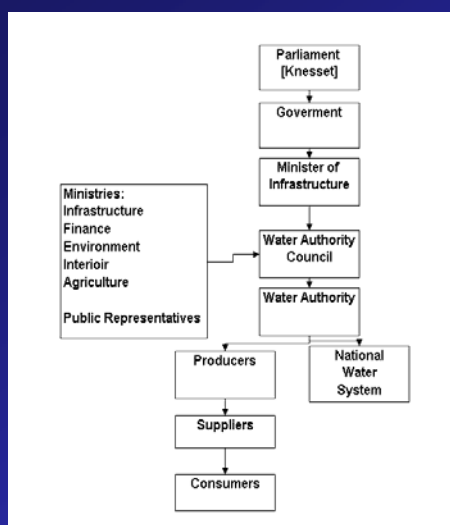 Parliament
[Knesset]
Goverment
Minister of
Infrastructure
Ministries:
Infrastructure
Finance
Environment
Interioir
Agriculture
Public Representatives
Water Authority
Council
Water Authority
Producers
National
Water
System
Suppliers
Consumers